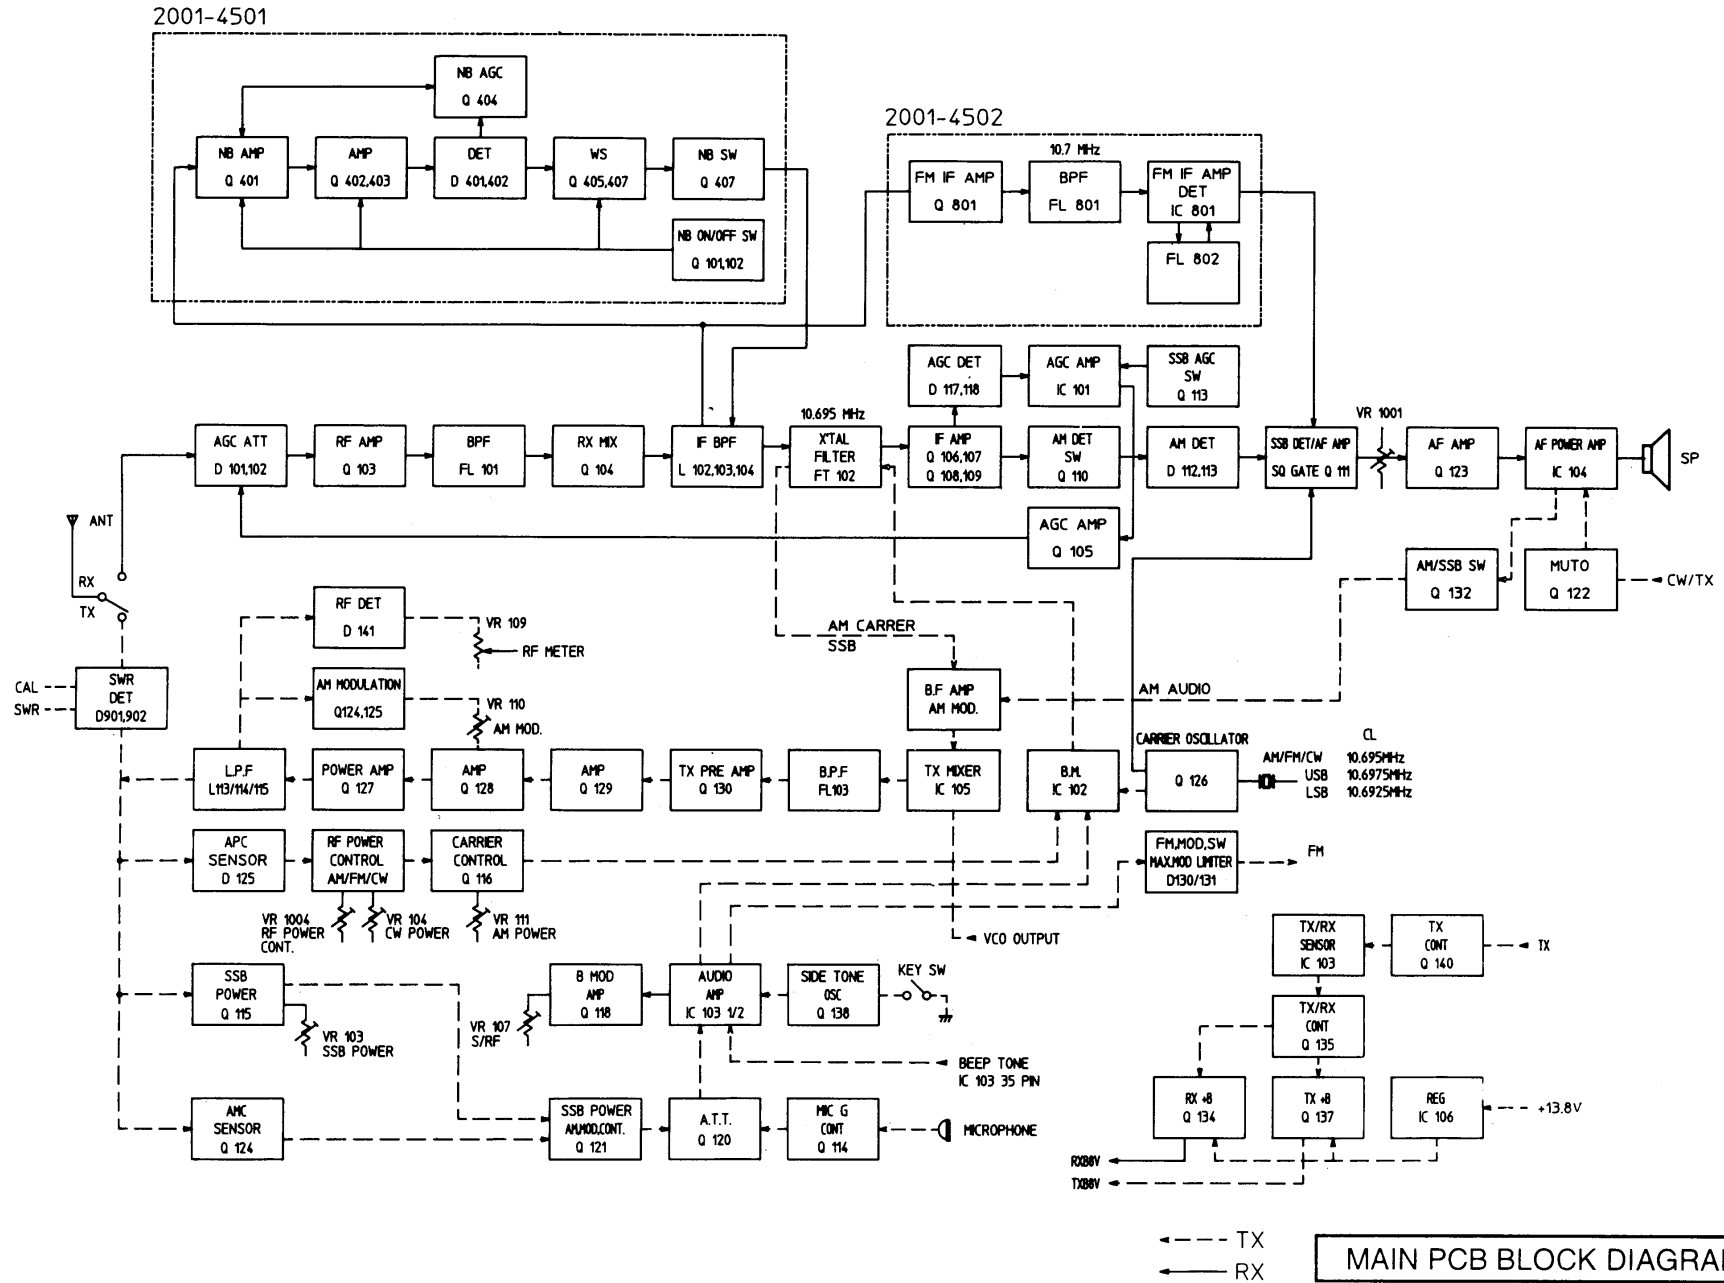 2001-4501
NB AGC
Q 404
NB AMP
Q 401
AMP
Q 402,403
DET
D 401,402
WS
Q 405,407
NB SW
Q 407
NB ON/OFF SW
Q 101,102
2001-4502
10.7 MHz
FM IF AMP
Q 801
BPF
FL 801
FM IF AMP
DET
IC 801
FL 802
AGC DET
D 117,118
AGC AMP
IC 101
SSB AGC
SW
Q 113
AGC ATT
D 101,102
RF AMP
Q 103
BPF
FL 101
RX MIX
Q 104
IF BPF
L 102,103,104
10.695 MHz
X'TAL
FILTER
FT 102
IF AMP
Q 106,107
Q 108,109
AM DET
SW
Q 110
AM DET
D 112,113
SSB DET/AF AMP
SQ GATE Q 111
VR 1001
AF AMP
Q 123
AF POWER AMP
IC 104
SP
AGC AMP
Q 105
ANT
RX
TX
AM/SSB SW
Q 132
MUTO
Q 122
CW/TX
RF DET
D 141
VR 109
RF METER
AM CARRER
SSB
CAL
SWR
SWR
DET
D901,902
AM MODULATION
Q124,125
VR 110
AM MOD.
B.F AMP
AM MOD.
AM AUDIO
L.P.F
L113/114/115
POWER AMP
Q 127
AMP
Q 128
AMP
Q 129
TX PRE AMP
Q 130
B.P.F
FL103
TX MIXER
IC 105
B.M.
IC 102
CARRIER OSCILLATOR
Q 126
CL
AM/FM/CW 10.695MHz
USB 10.6975MHz
LSB 10.6925MHz
APC
SENSOR
D 125
RF POWER
CONTROL
AM/FM/CW
CARRIER
CONTROL
Q 116
FM,MOD,SW
MAX.MOD LIMITER
D130/131
FM
VR 1004
RF POWER
CONT.
VR 104
CW POWER
VR 111
AM POWER
VCO OUTPUT
TX/RX
SENSOR
IC 103
TX
CONT
Q 140
TX
SSB
POWER
Q 115
VR 103
SSB POWER
B MOD
AMP
Q 118
VR 107
S/RF
AUDIO
AMP
IC 103 1/2
SIDE TONE
OSC
Q 138
KEY SW
TX/RX
CONT
Q 135
BEEP TONE
IC 103 35 PIN
AMC
SENSOR
Q 124
SSB POWER
AM,MOD,CONT.
Q 121
A.T.T.
Q 120
MIC G
CONT
Q 114
MICROPHONE
RX +B
Q 134
TX +B
Q 137
REG
IC 106
+13.8V
RXB8V
TXB8V
TX
RX
MAIN PCB BLOCK DIAGRA